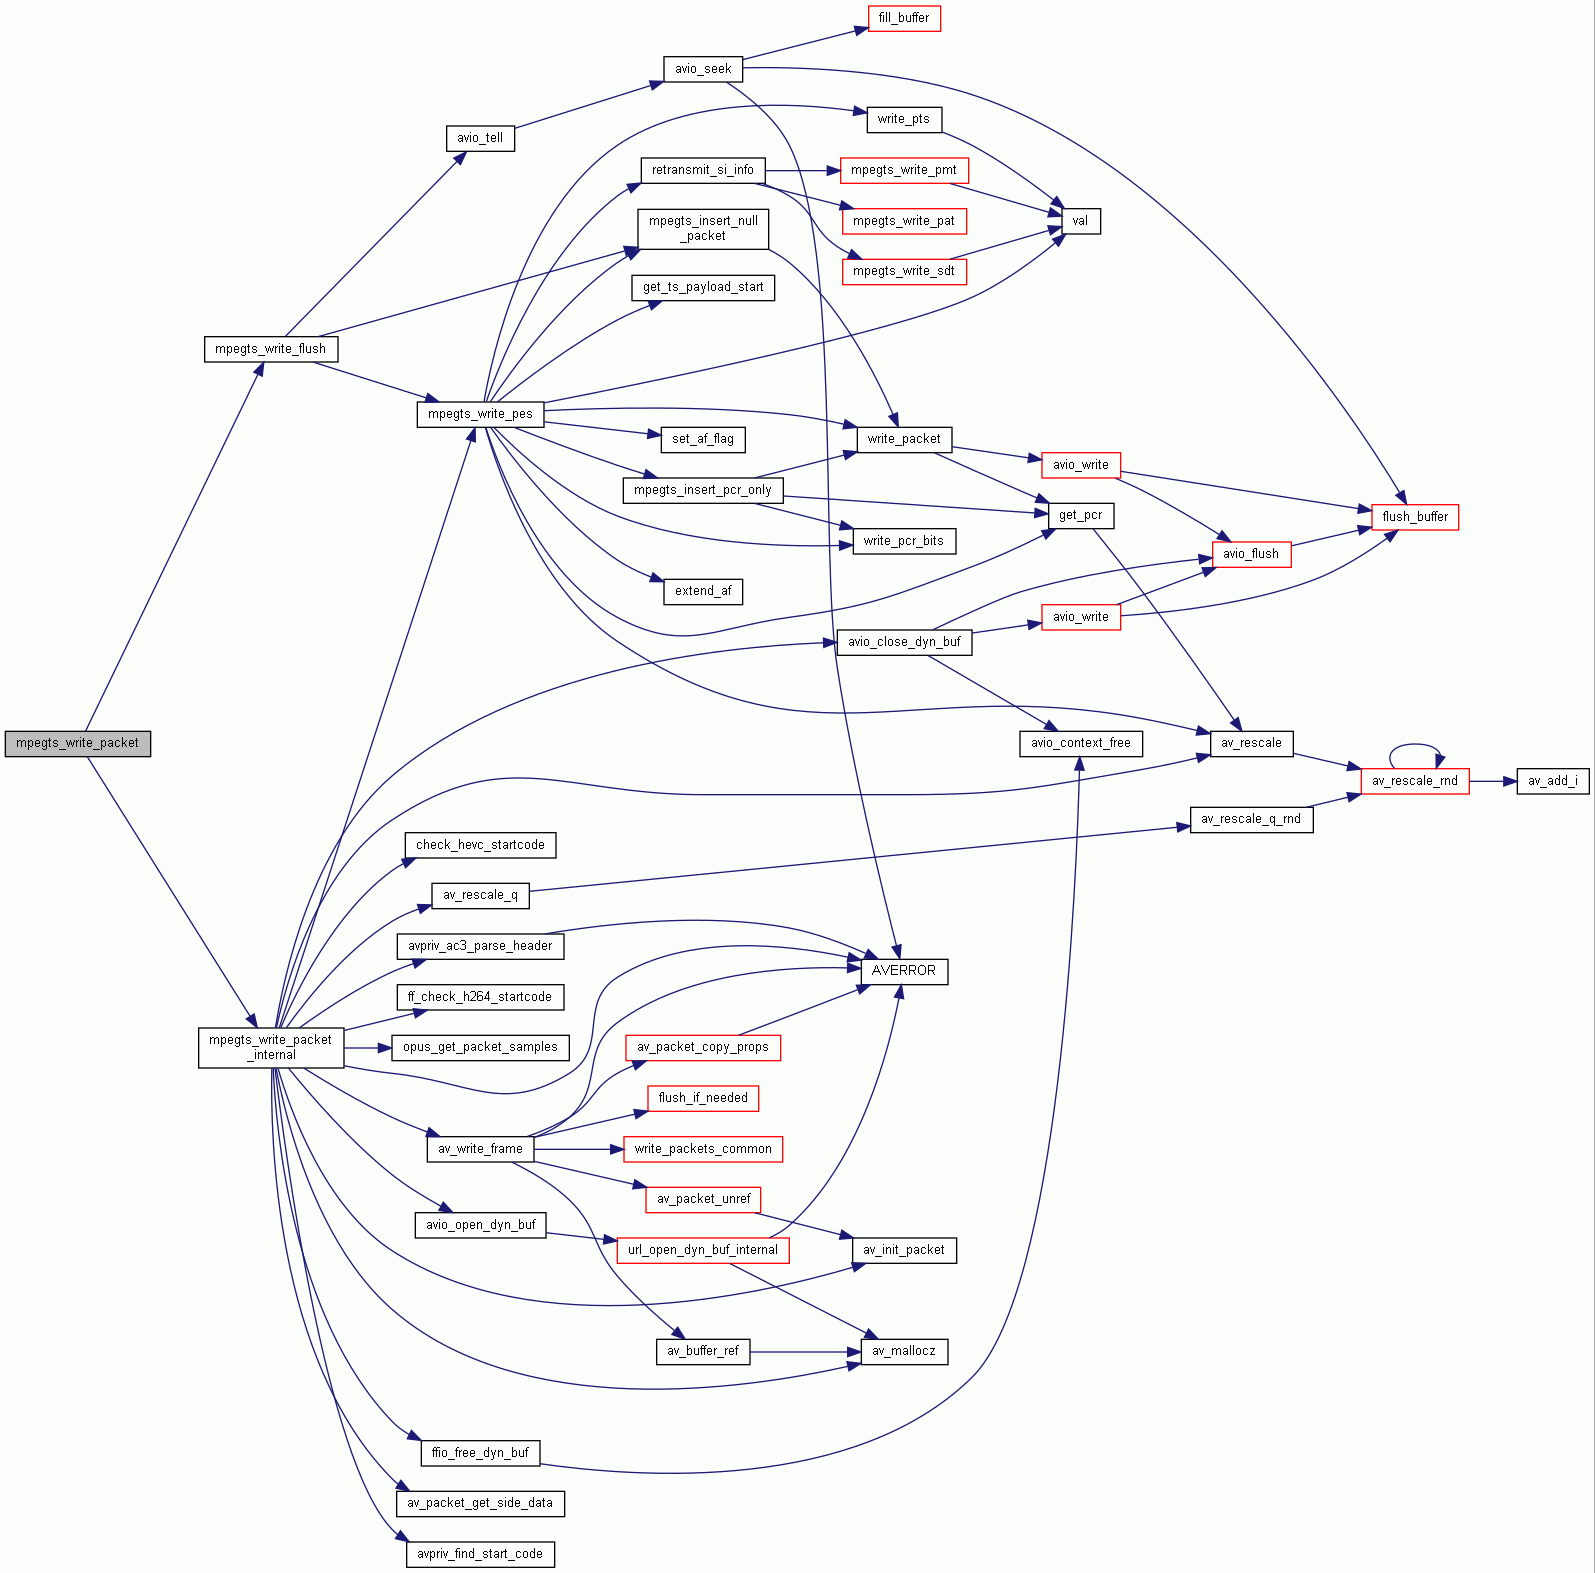 fill_buffer
avio_seek
write_pts
avio_tell
retransmit_si_info
mpegts_write_pmt
mpegts_insert_null
_packet
mpegts_write_pat
val
mpegts_write_sdt
get_ts_payload_start
mpegts_write_flush
mpegts_write_pes
set_af_flag
write_packet
avio_write
mpegts_insert_pcr_only
get_pcr
flush_buffer
write_pcr_bits
avio_flush
extend_af
avio_write
avio_close_dyn_buf
mpegts_write_packet
avio_context_free
av_rescale
av_rescale_rnd
av_add_i
av_rescale_q_rnd
check_hevc_startcode
av_rescale_q
avpriv_ac3_parse_header
AVERROR
ff_check_h264_startcode
mpegts_write_packet
_internal
opus_get_packet_samples
av_packet_copy_props
flush_if_needed
av_write_frame
write_packets_common
av_packet_unref
avio_open_dyn_buf
url_open_dyn_buf_internal
av_init_packet
av_buffer_ref
av_mallocz
ffio_free_dyn_buf
av_packet_get_side_data
avpriv_find_start_code